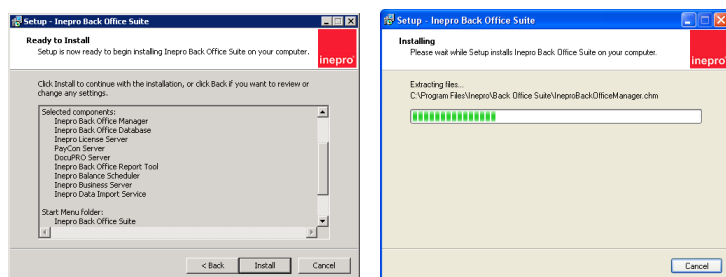 Setup - Inepro Back Office Suite
Ready to Install
Setup is now ready to begin installing Inepro Back Office Suite on your computer.
inepro
Click Install to continue with the installation, or click Back if you want to review or
change any settings.
Selected components:
Inepro Back Office Manager
Inepro Back Office Database
Inepro License Server
PayCon Server
DocuPRO Server
Inepro Back Office Report Tool
Inepro Balance Scheduler
Inepro Business Server
Inepro Data Import Service
Start Menu folder:
Inepro Back Office Suite
< Back
Install
Cancel
Setup - Inepro Back Office Suite
Installing
Please wait while Setup installs Inepro Back Office Suite on your computer.
inepro
Extracting files...
C:\Program Files\Inepro\Back Office Suite\IneproBackOfficeManager.chm
Cancel